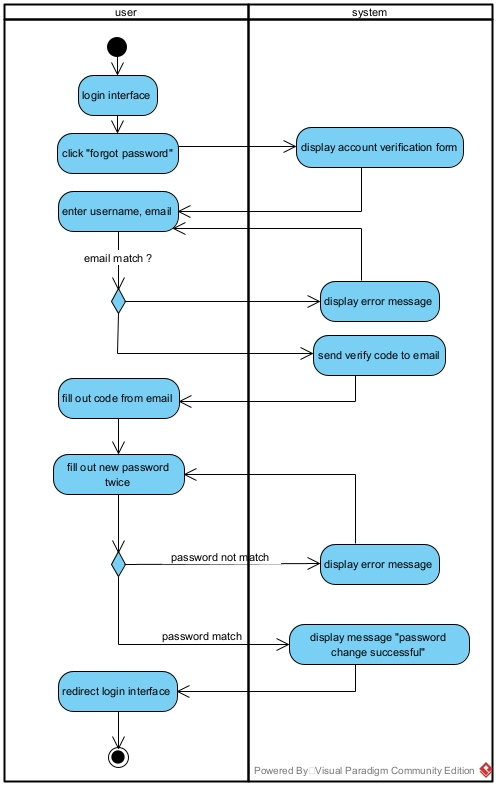 user
system
login interface
click "forgot password"
display account verification form
enter username, email
email match ?
display error message
send verify code to email
fill out code from email
fill out new password
twice
password not match
display error message
password match
display message "password
change successful"
redirect login interface
Powered By Visual Paradigm Community Edition